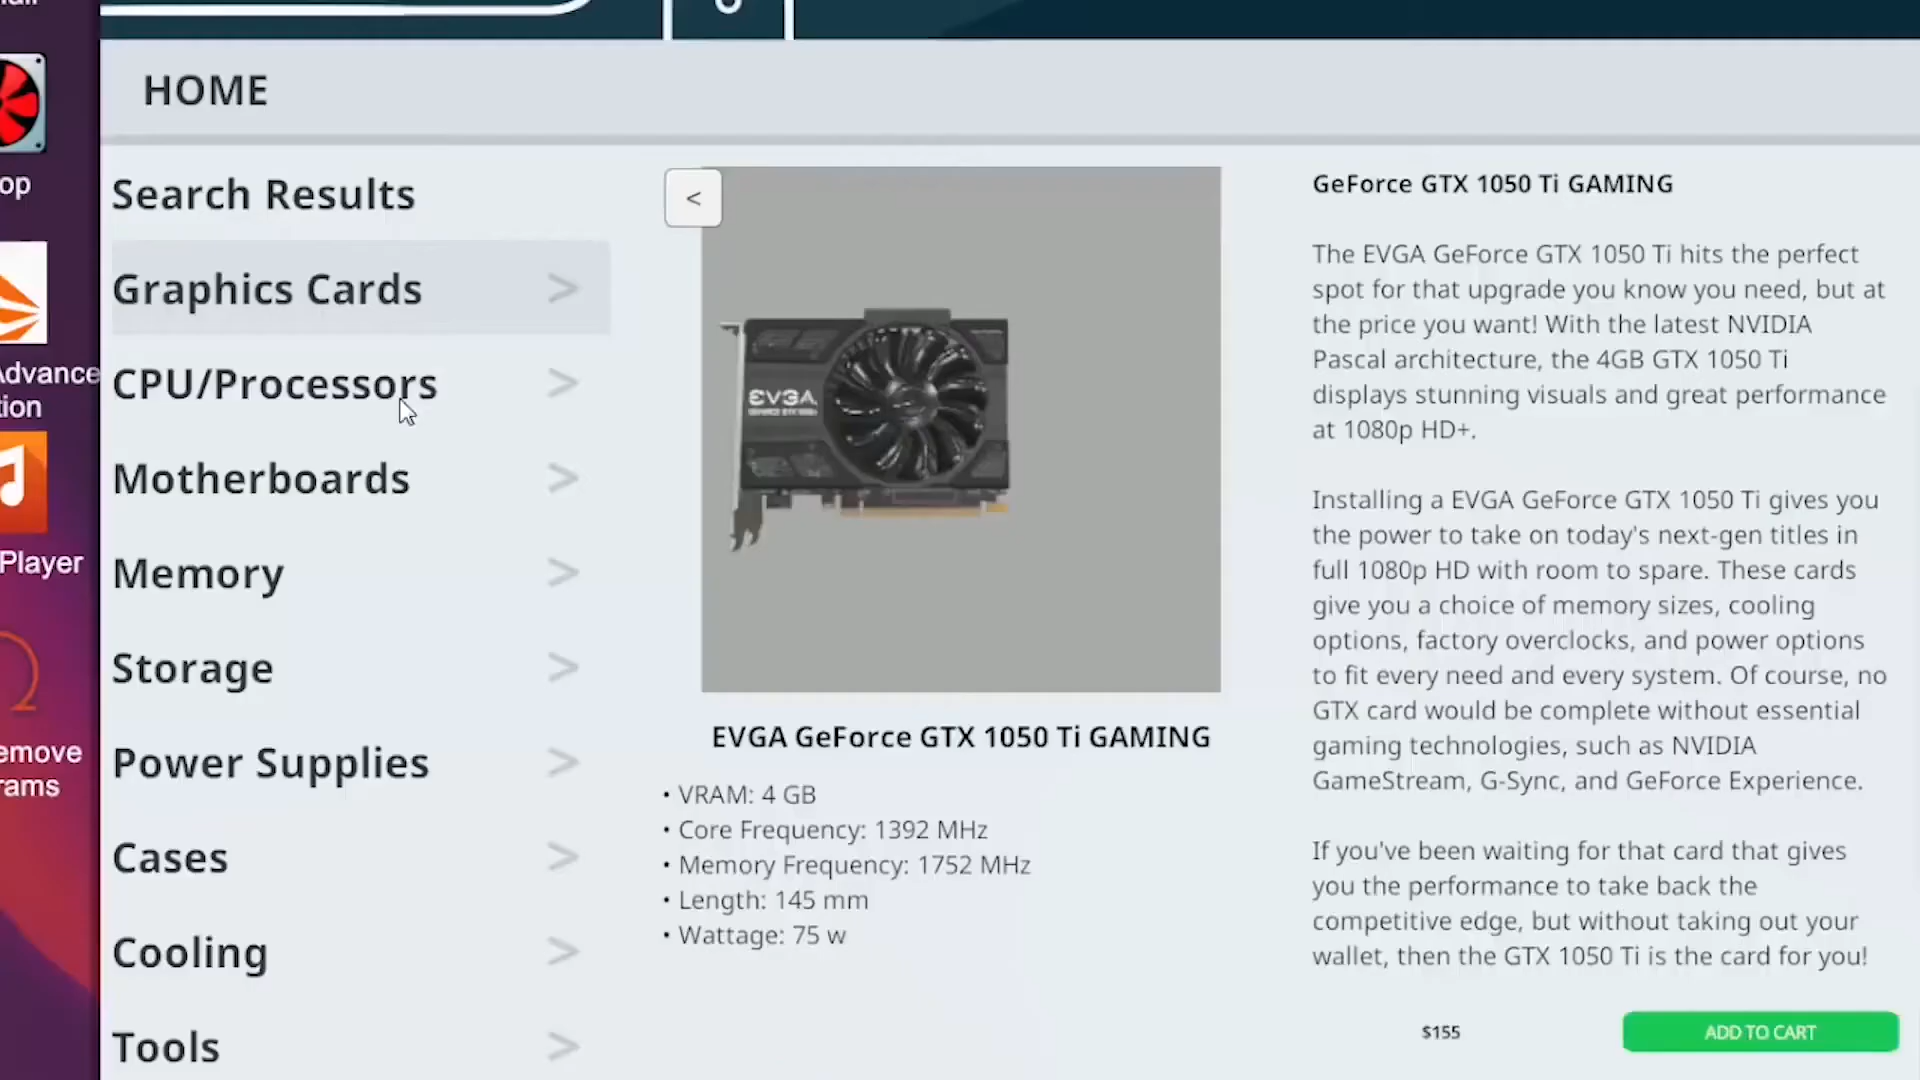 HOME
Search Results
Graphics Cards >
CPU/Processors >
Motherboards >
Memory >
Storage >
Power Supplies >
Cases >
Cooling >
Tools >
op
Advance
tion
Player
emove
rams
<
EVGA
EVGA GeForce GTX 1050 Ti GAMING
• VRAM: 4 GB
• Core Frequency: 1392 MHz
• Memory Frequency: 1752 MHz
• Length: 145 mm
• Wattage: 75 w
GeForce GTX 1050 Ti GAMING
The EVGA GeForce GTX 1050 Ti hits the perfect
spot for that upgrade you know you need, but at
the price you want! With the latest NVIDIA
Pascal architecture, the 4GB GTX 1050 Ti
displays stunning visuals and great performance
at 1080p HD+.
Installing a EVGA GeForce GTX 1050 Ti gives you
the power to take on today's next-gen titles in
full 1080p HD with room to spare. These cards
give you a choice of memory sizes, cooling
options, factory overclocks, and power options
to fit every need and every system. Of course, no
GTX card would be complete without essential
gaming technologies, such as NVIDIA
GameStream, G-Sync, and GeForce Experience.
If you've been waiting for that card that gives
you the performance to take back the
competitive edge, but without taking out your
wallet, then the GTX 1050 Ti is the card for you!
$155
ADD TO CART